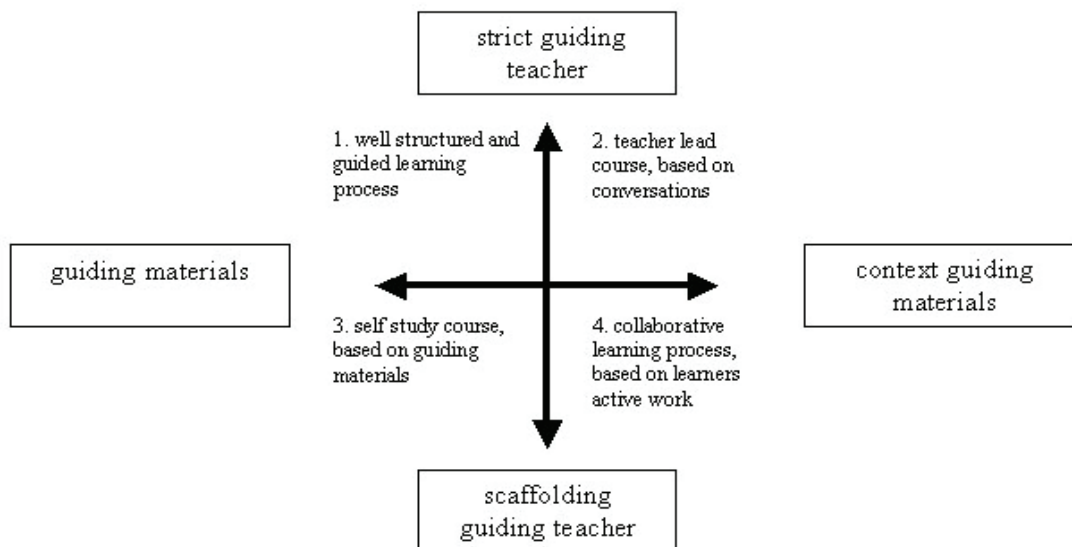 strict guiding
teacher
1. well structured and
guided learning
process
2. teacher lead
course, based on
conversations
guiding materials
context guiding
materials
3. self study course,
based on guiding
materials
4. collaborative
learning process,
based on learners
active work
scaffolding
guiding teacher